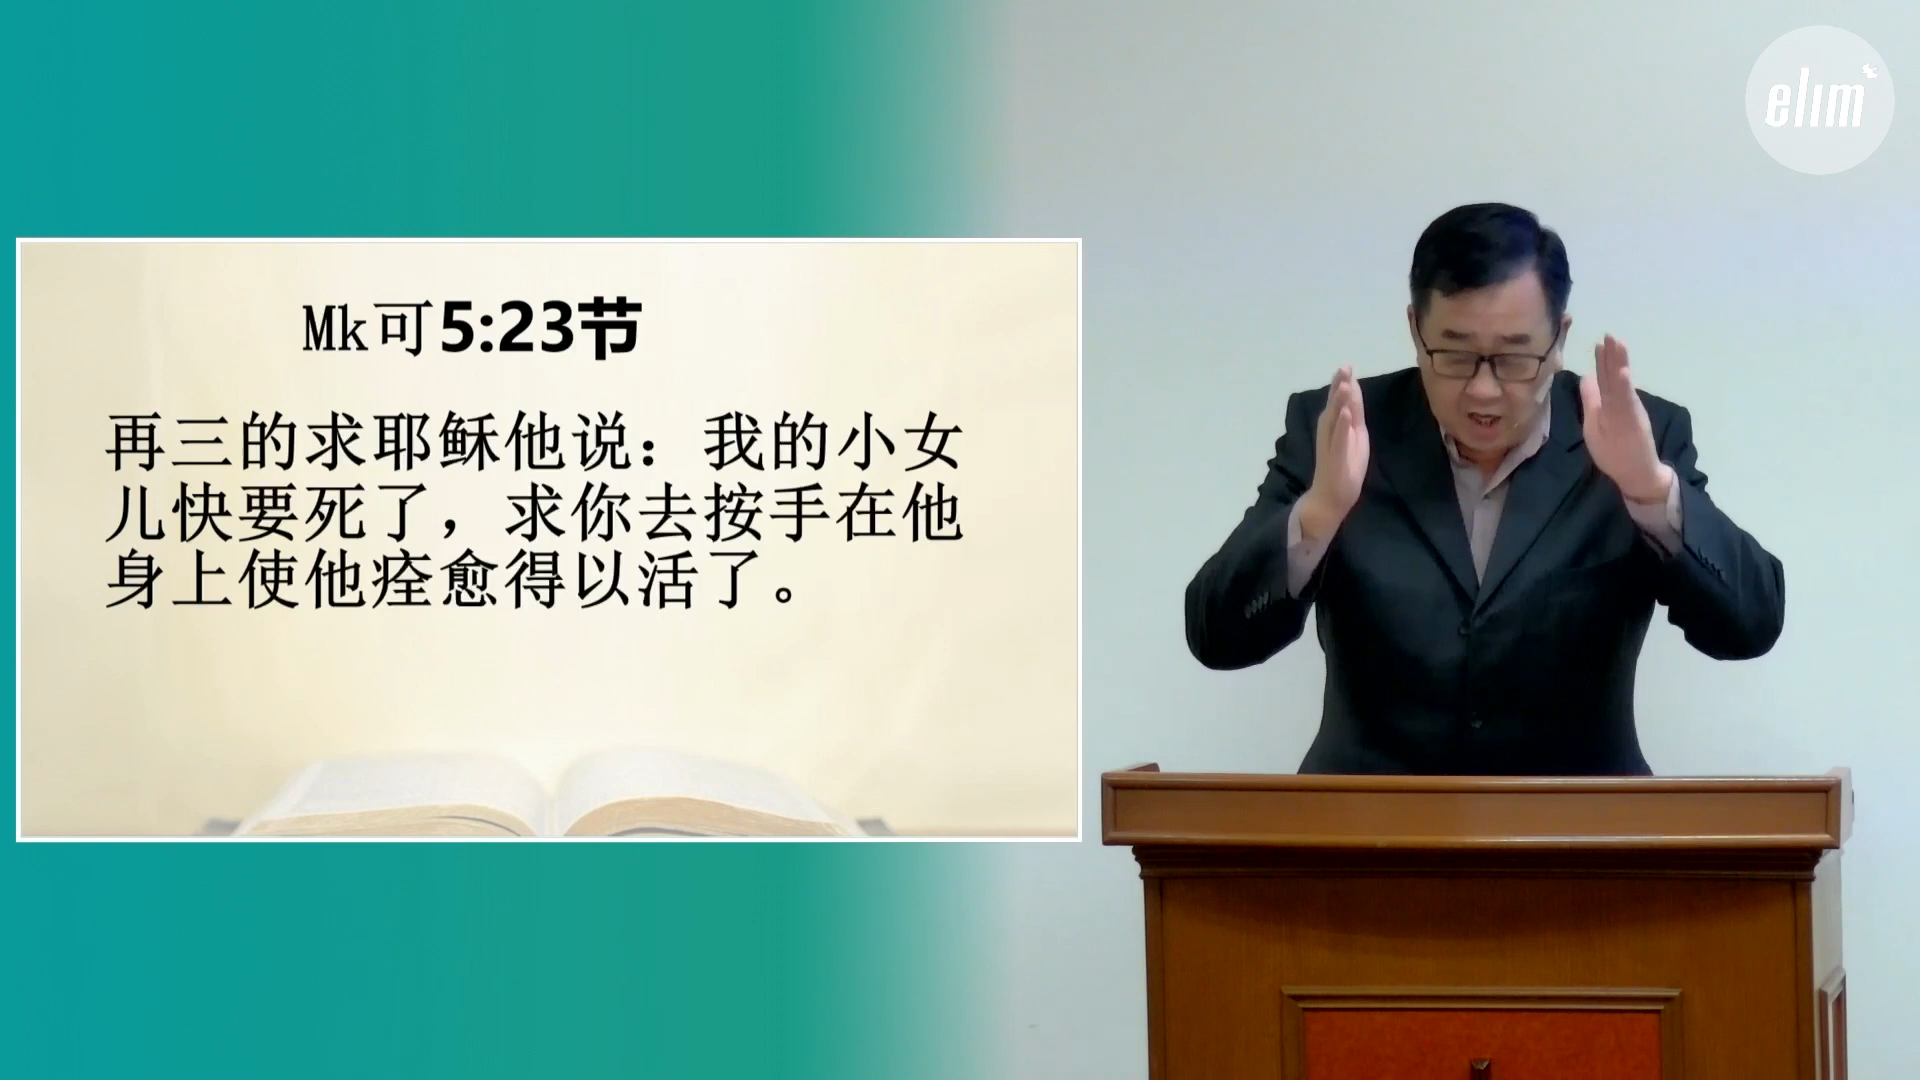 elim
Mk可5:23节
再三的求耶稣他说：我的小女
儿快要死了，求你去按手在他
身上使他痊愈得以活了。